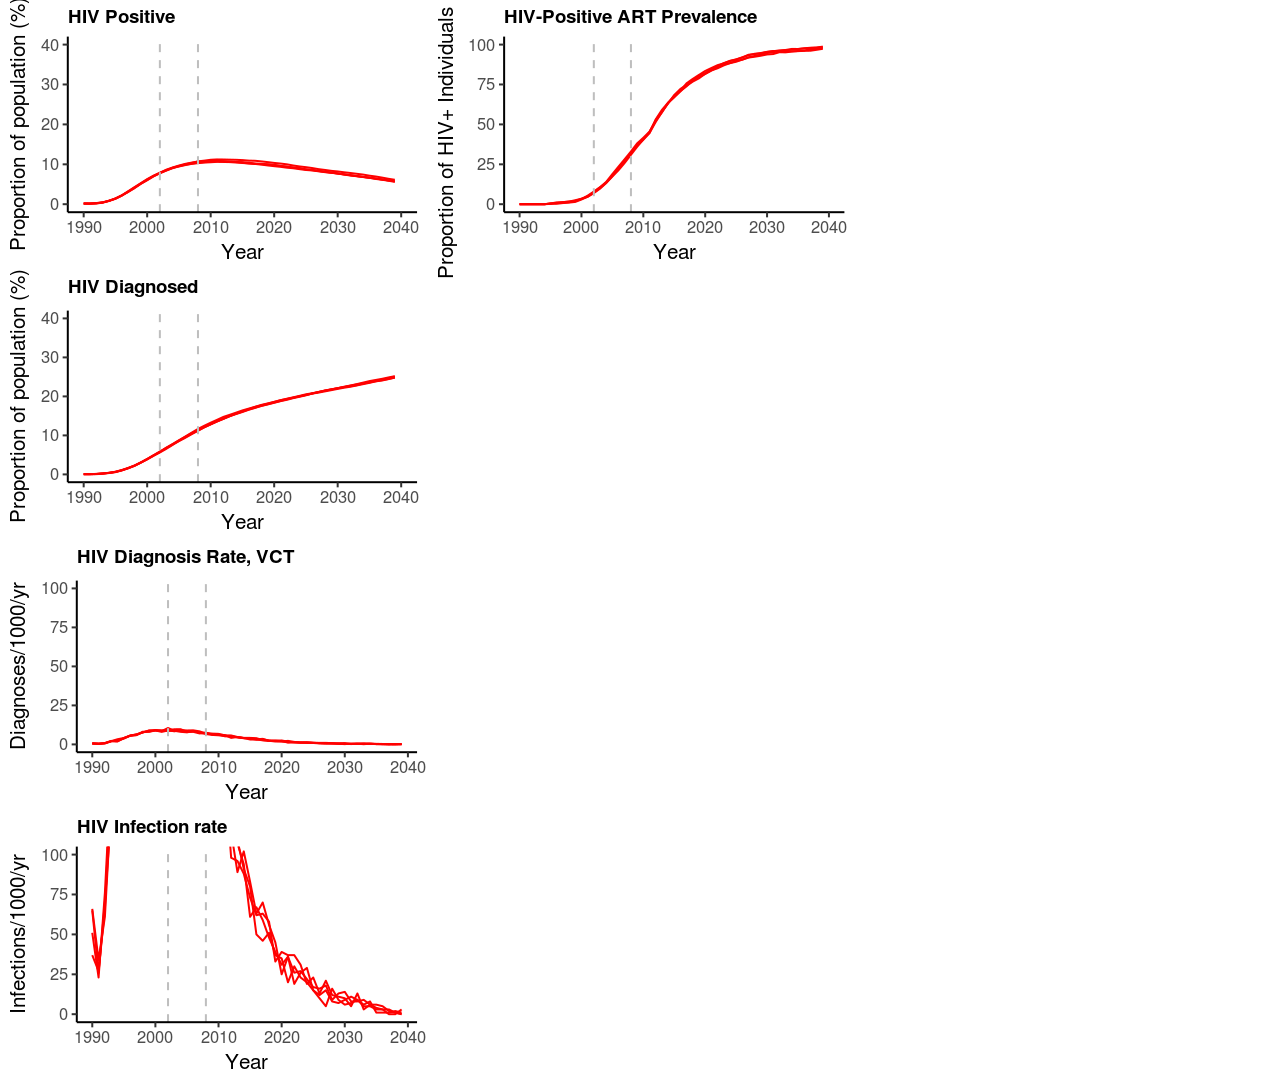 HIV Positive
Proportion of population (%)
40
30
20
10
0
1990 2000 2010 2020 2030 2040
Year
HIV-Positive ART Prevalence
Proportion of HIV+ Individuals
100
75
50
25
0
1990 2000 2010 2020 2030 2040
Year
HIV Diagnosed
Proportion of population (%)
40
30
20
10
0
1990 2000 2010 2020 2030 2040
Year
HIV Diagnosis Rate, VCT
Diagnoses/1000/yr
100
75
50
25
0
1990 2000 2010 2020 2030 2040
Year
HIV Infection rate
Infections/1000/yr
100
75
50
25
0
1990 2000 2010 2020 2030 2040
Year